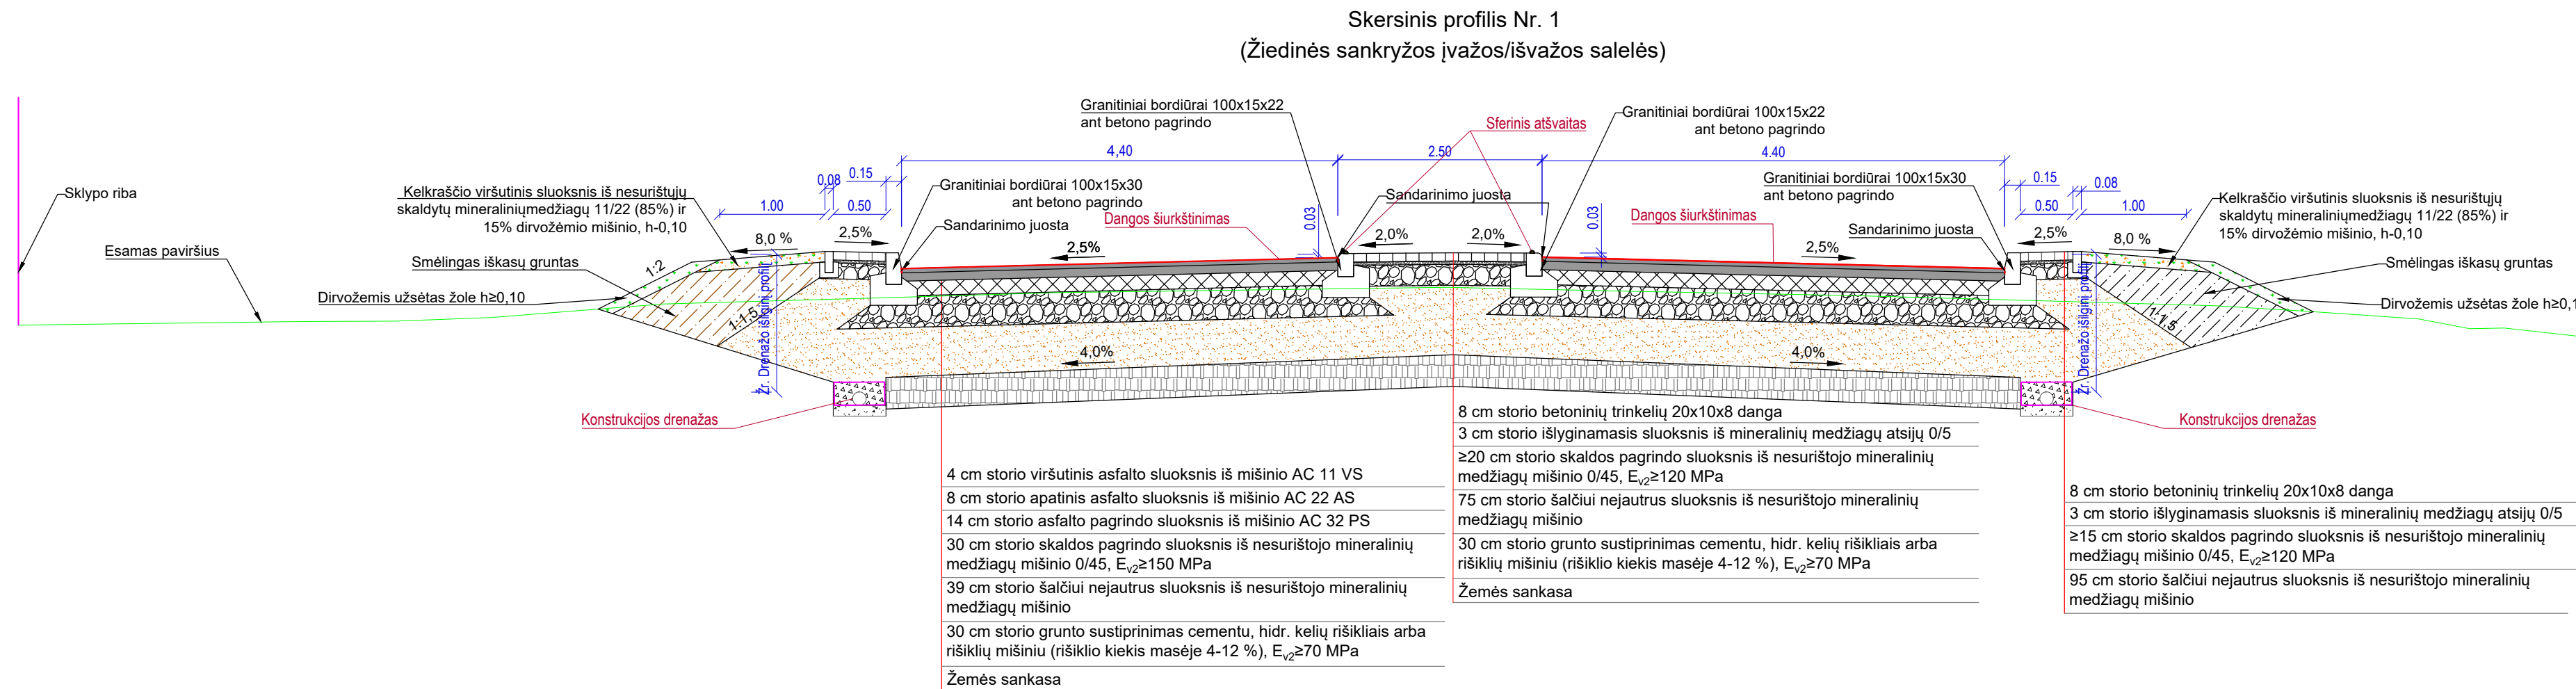 Skersinis profilis Nr. 1
(Žiedinės sankryžos įvažos/išvažos salelės)
Sklypo riba
Esamas paviršius
Kelkraščio viršutinis sluoksnis iš nesurištųjų
skaldytų mineraliniųmedžiagų 11/22 (85%) ir
15% dirvožėmio mišinio, h-0,10
Smėlingas iškasų gruntas
Dirvožemis užsėtas žole h≥0,10
1:2
1:1,5
1.00
0,08
0.15
0.50
8,0 %
2,5%
Granitiniai bordiūrai 100x15x30
ant betono pagrindo
Sandarinimo juosta
Žr. Drenažo išilginį profilį
Konstrukcijos drenažas
4,40
Dangos šiurkštinimas
2,5%
4,0%
0.03
Granitiniai bordiūrai 100x15x22
ant betono pagrindo
Sferinis atšvaitas
2.50
Sandarinimo juosta
2,0%
2,0%
Granitiniai bordiūrai 100x15x22
ant betono pagrindo
4.40
0.03
Dangos šiurkštinimas
2,5%
4,0%
Granitiniai bordiūrai 100x15x30
ant betono pagrindo
Sandarinimo juosta
0.15
0.08
0.50
1.00
2,5%
8,0 %
Kelkraščio viršutinis sluoksnis iš nesurištųjų
skaldytų mineraliniųmedžiagų 11/22 (85%) ir
15% dirvožėmio mišinio, h-0,10
Smėlingas iškasų gruntas
Dirvožemis užsėtas žole h≥0,1
1:1,5
Žr. Drenažo išilginį profilį
Konstrukcijos drenažas
4 cm storio viršutinis asfalto sluoksnis iš mišinio AC 11 VS
8 cm storio apatinis asfalto sluoksnis iš mišinio AC 22 AS
14 cm storio asfalto pagrindo sluoksnis iš mišinio AC 32 PS
30 cm storio skaldos pagrindo sluoksnis iš nesurištojo mineralinių
medžiagų mišinio 0/45, Ev2≥150 MPa
39 cm storio šalčiui nejautrus sluoksnis iš nesurištojo mineralinių
medžiagų mišinio
30 cm storio grunto sustiprinimas cementu, hidr. kelių rišikliais arba
rišiklių mišiniu (rišiklio kiekis masėje 4-12 %), Ev2≥70 MPa
Žemės sankasa
8 cm storio betoninių trinkelių 20x10x8 danga
3 cm storio išlyginamasis sluoksnis iš mineralinių medžiagų atsijų 0/5
≥20 cm storio skaldos pagrindo sluoksnis iš nesurištojo mineralinių
medžiagų mišinio 0/45, Ev2≥120 MPa
75 cm storio šalčiui nejautrus sluoksnis iš nesurištojo mineralinių
medžiagų mišinio
30 cm storio grunto sustiprinimas cementu, hidr. kelių rišikliais arba
rišiklių mišiniu (rišiklio kiekis masėje 4-12 %), Ev2≥70 MPa
Žemės sankasa
8 cm storio betoninių trinkelių 20x10x8 danga
3 cm storio išlyginamasis sluoksnis iš mineralinių medžiagų atsijų 0/5
≥15 cm storio skaldos pagrindo sluoksnis iš nesurištojo mineralinių
medžiagų mišinio 0/45, Ev2≥120 MPa
95 cm storio šalčiui nejautrus sluoksnis iš nesurištojo mineralinių
medžiagų mišinio